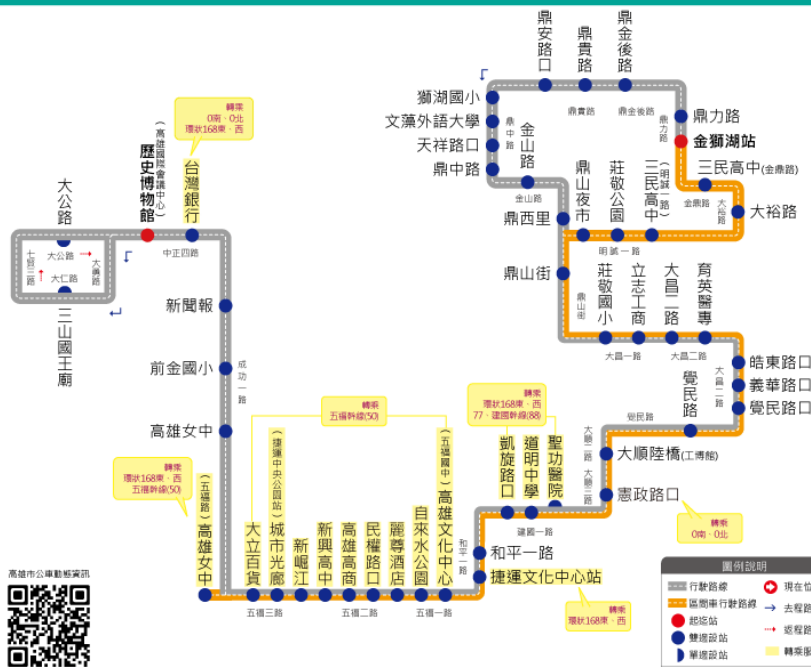 鼎安路口
鼎貴路
鼎金後路
獅湖國小
文藻外語大學
天祥路口
鼎中路
鼎中路
金山路
金山路
鼎貴路
鼎金後路
鼎力路
鼎力路
金獅湖站
三民高中(金鼎路)
金鼎路
大裕路
大裕路
鼎西里
鼎山夜市
莊敬公園
三民高中
(明誠一路)
明誠一路
鼎山街
鼎山街
莊敬國小
立志工商
大昌二路
育英醫專
大昌一路
大昌二路
大昌二路
皓東路口
義華路口
覺民路口
覺民路
覺民路
大順二路
大順三路
大順陸橋(工博館)
憲政路口
轉乘
0南、0北
轉乘
環狀168東、西
77、建國幹線(88)
凱旋路口
道明中學
聖功醫院
建國一路
和平一路
和平一路
捷運文化中心站
轉乘
環狀168東、西
轉乘
五福幹線(50)
(五福國中)
高雄文化中心
自來水公園
麗尊酒店
民權路口
高雄高商
新興高中
新崛江
(捷運中央公園站)
城市光廊
大立百貨
(五福路)
高雄女中
五福三路
五福二路
五福一路
轉乘
環狀168東、西
五福幹線(50)
高雄女中
前金國小
新聞報
成功一路
轉乘
0南、0北
環狀168東、西
台灣銀行
中正四路
(高雄國際會議中心)
歷史博物館
大公路
大公路
大勇路
大仁路
七賢三路
三山國王廟
高雄市公車動態資訊
圖例說明
行駛路線
區間車行駛路線
起迄站
雙邊設站
單邊設站
現在位
去程路
返程路
轉乘